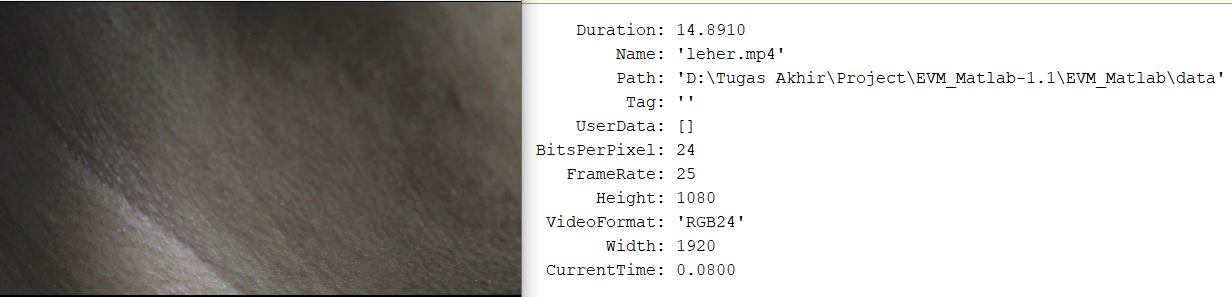 Duration: 14.8910
Name: 'leher.mp4'
Path: 'D:\Tugas Akhir\Project\EVM_Matlab-1.1\EVM_Matlab\data'
Tag: ''
UserData: []
BitsPerPixel: 24
FrameRate: 25
Height: 1080
VideoFormat: 'RGB24'
Width: 1920
CurrentTime: 0.0800